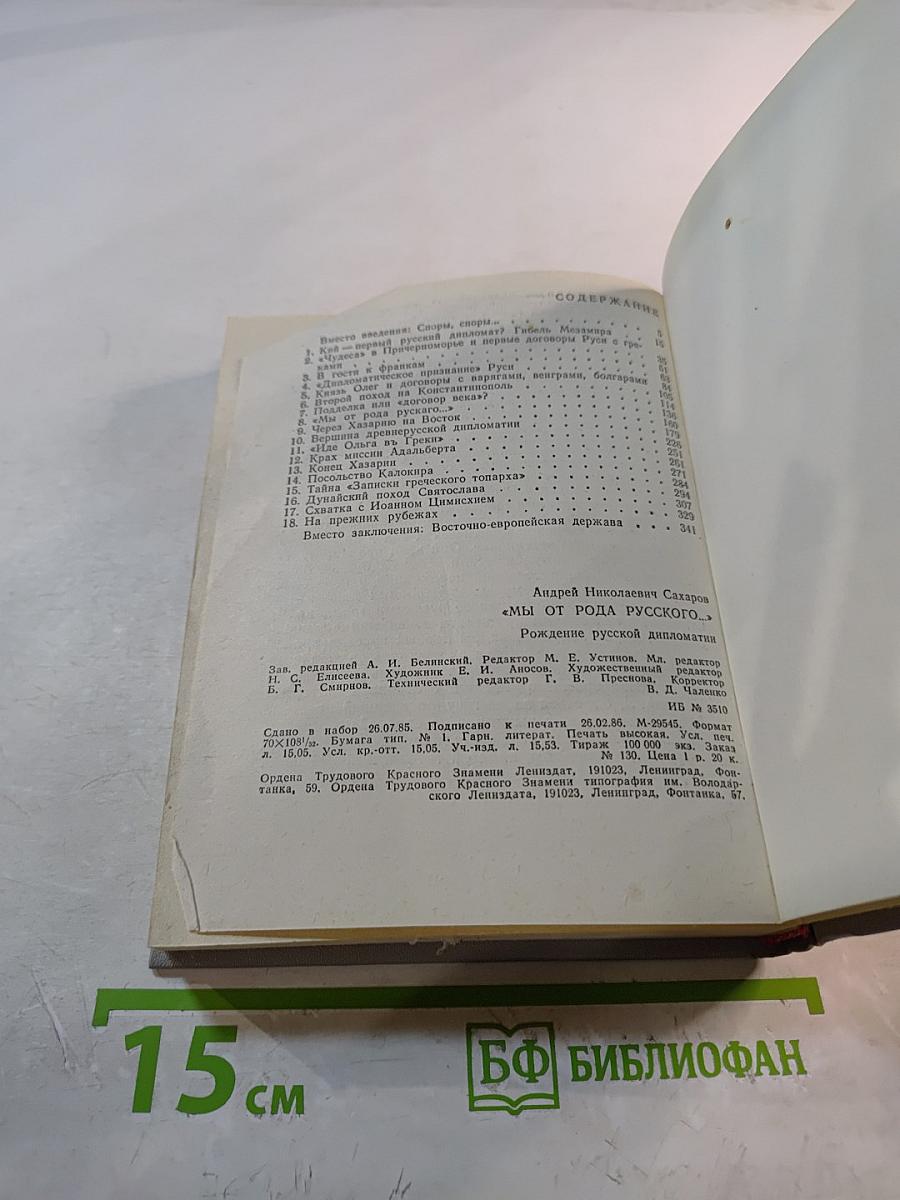 СОДЕРЖАНИЕ
Вместо введения: Споры, споры... 5
1. Кий — первый русский дипломат? Гибель Мезамира 15
2. «Чудеса» в Причерноморье и первые договоры Руси с гре-
ками 35
3. В гости к франкам 51
4. «Дипломатическое признание» Руси 63
5. Князь Олег и договоры с варягами, венграми, болгарами 84
6. Второй поход на Константинополь 105
7. Подделка или «договор века»? 114
8. «Мы от рода рускаго...» 136
9. Через Хазарию на Восток 160
10. Вершина древнерусской дипломатии 179
11. «Иде Ольга въ Греки» 226
12. Крах миссии Адальберта 251
13. Конец Хазарии 261
14. Посольство Калокира 271
15. Тайна «Записки греческого топарха» 284
16. Дунайский поход Святослава 294
17. Схватка с Иоанном Цимисхием 307
18. На прежних рубежах 329
Вместо заключения: Восточно-европейская держава 341
Андрей Николаевич Сахаров
«МЫ ОТ РОДА РУССКОГО...»
Рождение русской дипломатии
Зав. редакцией А. И. Белинский. Редактор М. Е. Устинов. Мл. редактор
Н. С. Елисеева. Художник Е. И. Аносов. Художественный редактор
Б. Г. Смирнов. Технический редактор Г. В. Преснова. Корректор
В. Д. Чаленко
ИБ № 3510
Сдано в набор 26.07.85. Подписано к печати 26.02.86. М-29545. Формат
70×108¹/₃₂. Бумага тип. № 1. Гарн. литерат. Печать высокая. Усл. печ.
л. 15,05. Усл. кр.-отт. 15,05. Уч.-изд. л. 15,53. Тираж 100 000 экз. Заказ
№ 130. Цена 1 р. 20 к.
Ордена Трудового Красного Знамени Лениздат, 191023, Ленинград, Фон-
танка, 59. Ордена Трудового Красного Знамени типография им. Володар-
ского Лениздата, 191023, Ленинград, Фонтанка, 57.
15 см
БФ БИБЛИОФАН